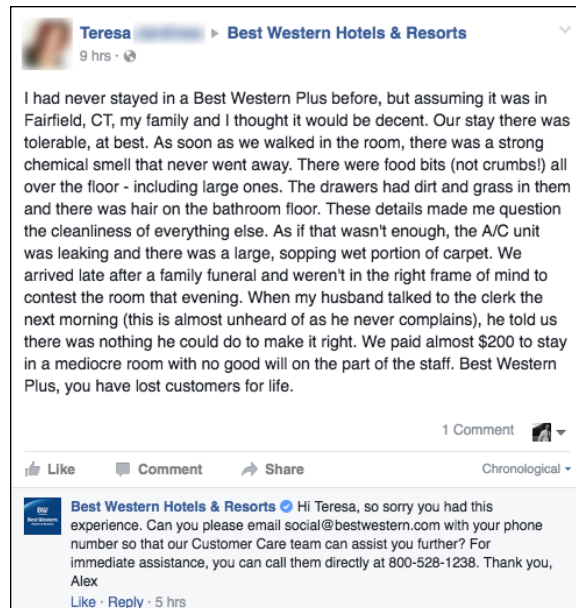 Teresa ▸ Best Western Hotels & Resorts
9 hrs ·
I had never stayed in a Best Western Plus before, but assuming it was in
Fairfield, CT, my family and I thought it would be decent. Our stay there was
tolerable, at best. As soon as we walked in the room, there was a strong
chemical smell that never went away. There were food bits (not crumbs!) all
over the floor - including large ones. The drawers had dirt and grass in them
and there was hair on the bathroom floor. These details made me question
the cleanliness of everything else. As if that wasn't enough, the A/C unit
was leaking and there was a large, sopping wet portion of carpet. We
arrived late after a family funeral and weren't in the right frame of mind to
contest the room that evening. When my husband talked to the clerk the
next morning (this is almost unheard of as he never complains), he told us
there was nothing he could do to make it right. We paid almost $200 to stay
in a mediocre room with no good will on the part of the staff. Best Western
Plus, you have lost customers for life.
1 Comment
Like Comment Share Chronological
BW
Best Western
Best Western Hotels & Resorts Hi Teresa, so sorry you had this
experience. Can you please email social@bestwestern.com with your phone
number so that our Customer Care team can assist you further? For
immediate assistance, you can call them directly at 800-528-1238. Thank you,
Alex
Like · Reply · 5 hrs